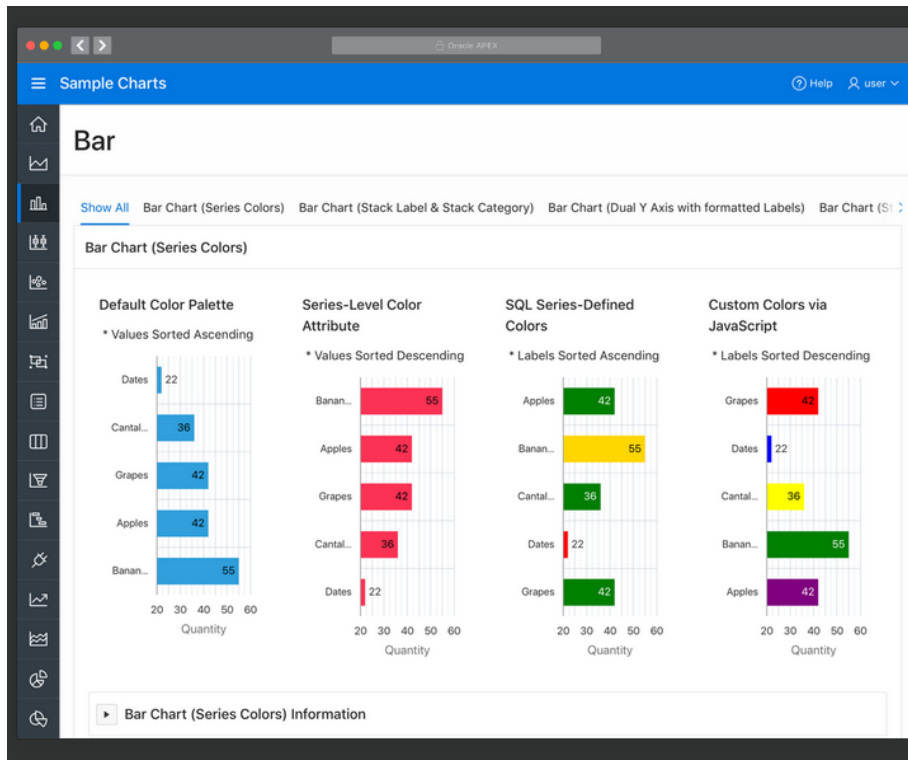 Oracle APEX
Sample Charts
Help
user
Bar
Show All
Bar Chart (Series Colors)
Bar Chart (Stack Label & Stack Category)
Bar Chart (Dual Y Axis with formatted Labels)
Bar Chart (St
Bar Chart (Series Colors)
Default Color Palette
* Values Sorted Ascending
Dates
22
Cantal...
36
Grapes
42
Apples
42
Banan...
55
20 30 40 50 60
Quantity
Series-Level Color
Attribute
* Values Sorted Descending
Banan...
55
Apples
42
Grapes
42
Cantal...
36
Dates
22
20 30 40 50 60
Quantity
SQL Series-Defined
Colors
* Labels Sorted Ascending
Apples
42
Banan...
55
Cantal...
36
Dates
22
Grapes
42
20 30 40 50 60
Quantity
Custom Colors via
JavaScript
* Labels Sorted Descending
Grapes
42
Dates
22
Cantal...
36
Banan...
55
Apples
42
20 30 40 50 60
Quantity
Bar Chart (Series Colors) Information